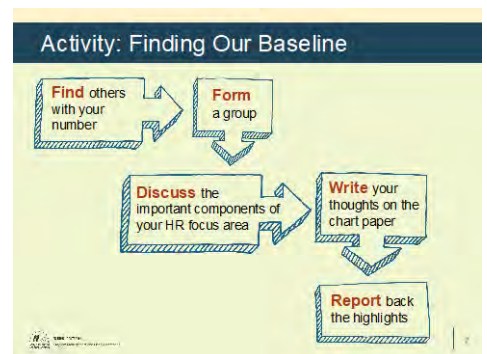 Activity: Finding Our Baseline
Find others
with your
number
Form
a group
Discuss the
important components of
your HR focus area
Write your
thoughts on the
chart paper
Report back
the highlights